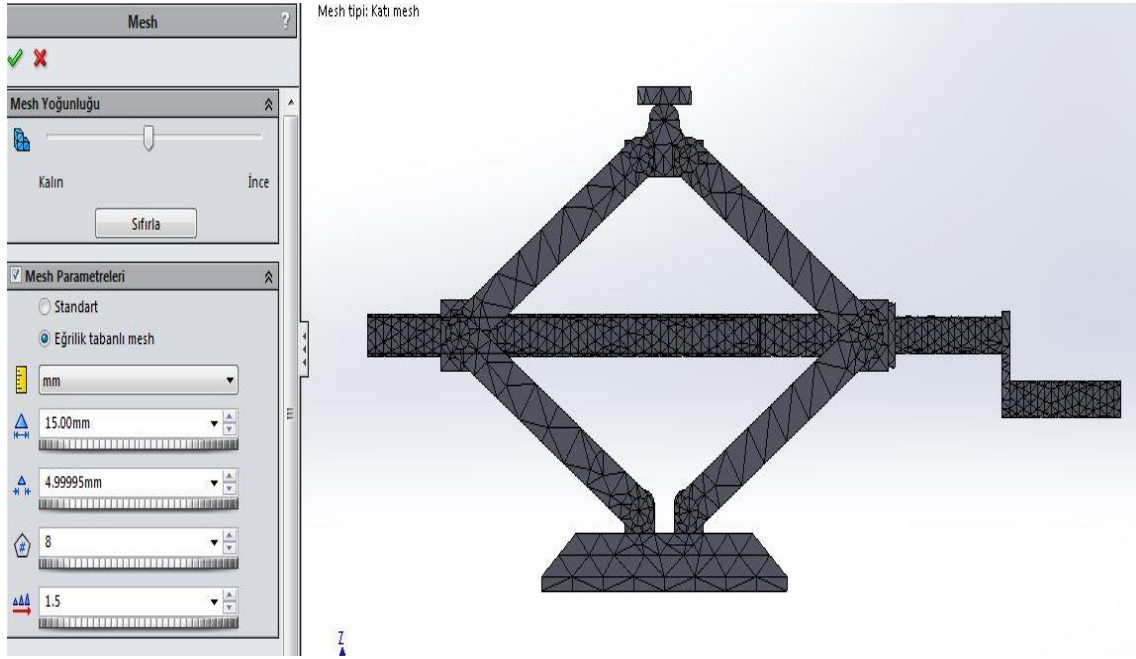 Mesh
?
Mesh tipi: Katı mesh
Mesh Yoğunluğu
Kalın İnce
Sıfırla
Mesh Parametreleri
Standart
Eğrilik tabanlı mesh
mm
15.00mm
4.99995mm
#
8
1.5
Z